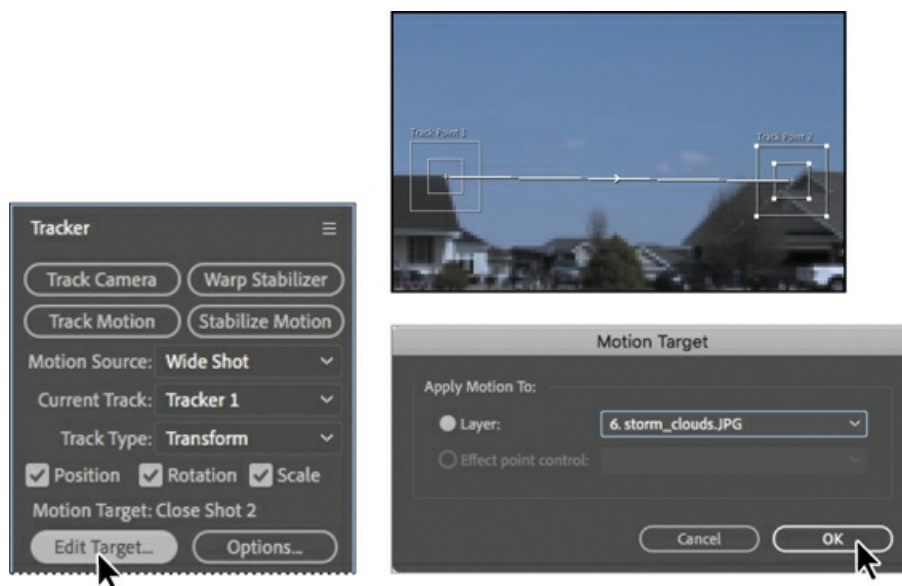 Track Point 1
Track Point 2
Tracker
Track Camera Warp Stabilizer
Track Motion Stabilize Motion
Motion Source: Wide Shot
Current Track: Tracker 1
Track Type: Transform
Position Rotation Scale
Motion Target: Close Shot 2
Edit Target... Options...
Motion Target
Apply Motion To:
Layer: 6. storm_clouds.JPG
Effect point control:
Cancel OK